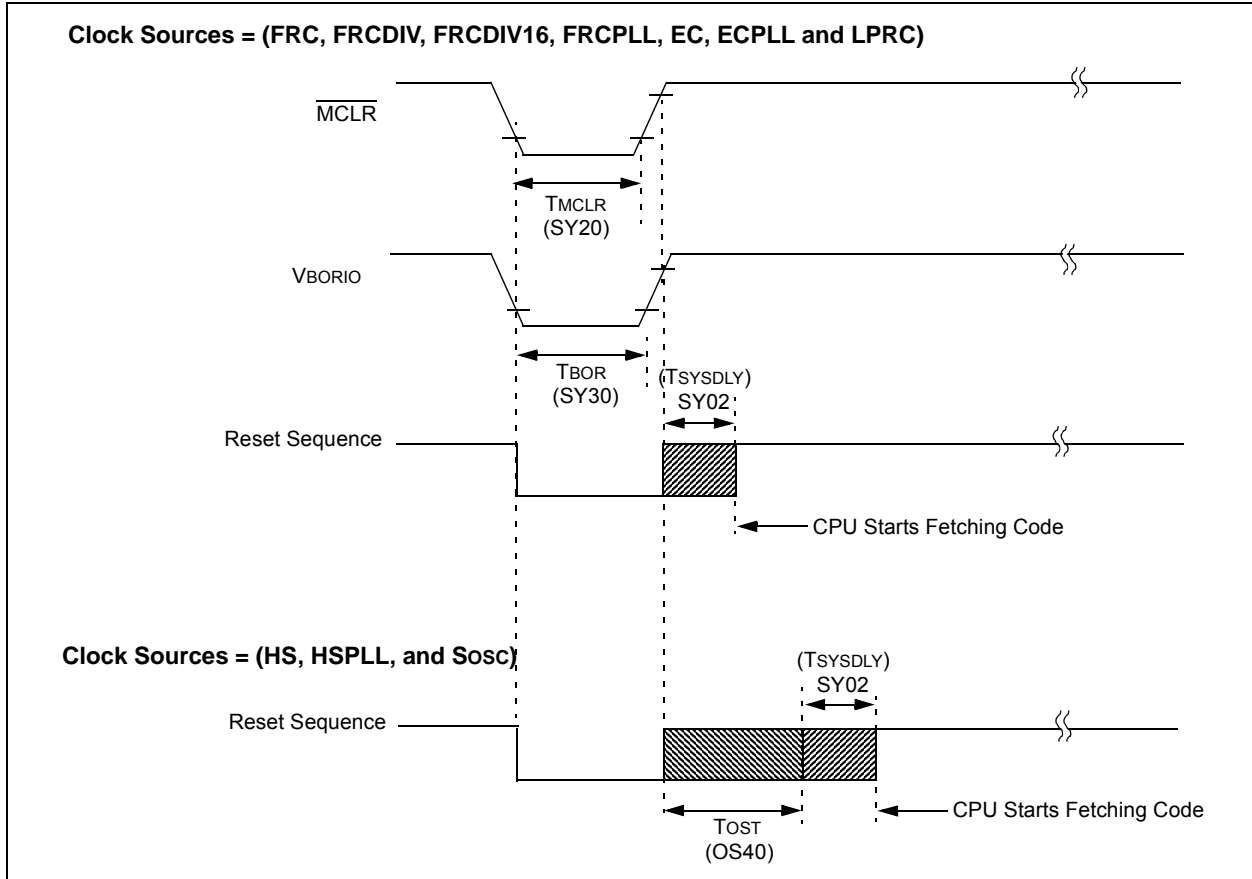 Clock Sources = (FRC, FRCDIV, FRCDIV16, FRCPLL, EC, ECPLL and LPRC)
MCLR
TMCLR
(SY20)
VBORIO
TBOR
(SY30)
(TSYSDLY)
SY02
Reset Sequence
CPU Starts Fetching Code
Clock Sources = (HS, HSPLL, and SOSC)
(TSYSDLY)
SY02
Reset Sequence
CPU Starts Fetching Code
TOST
(OS40)